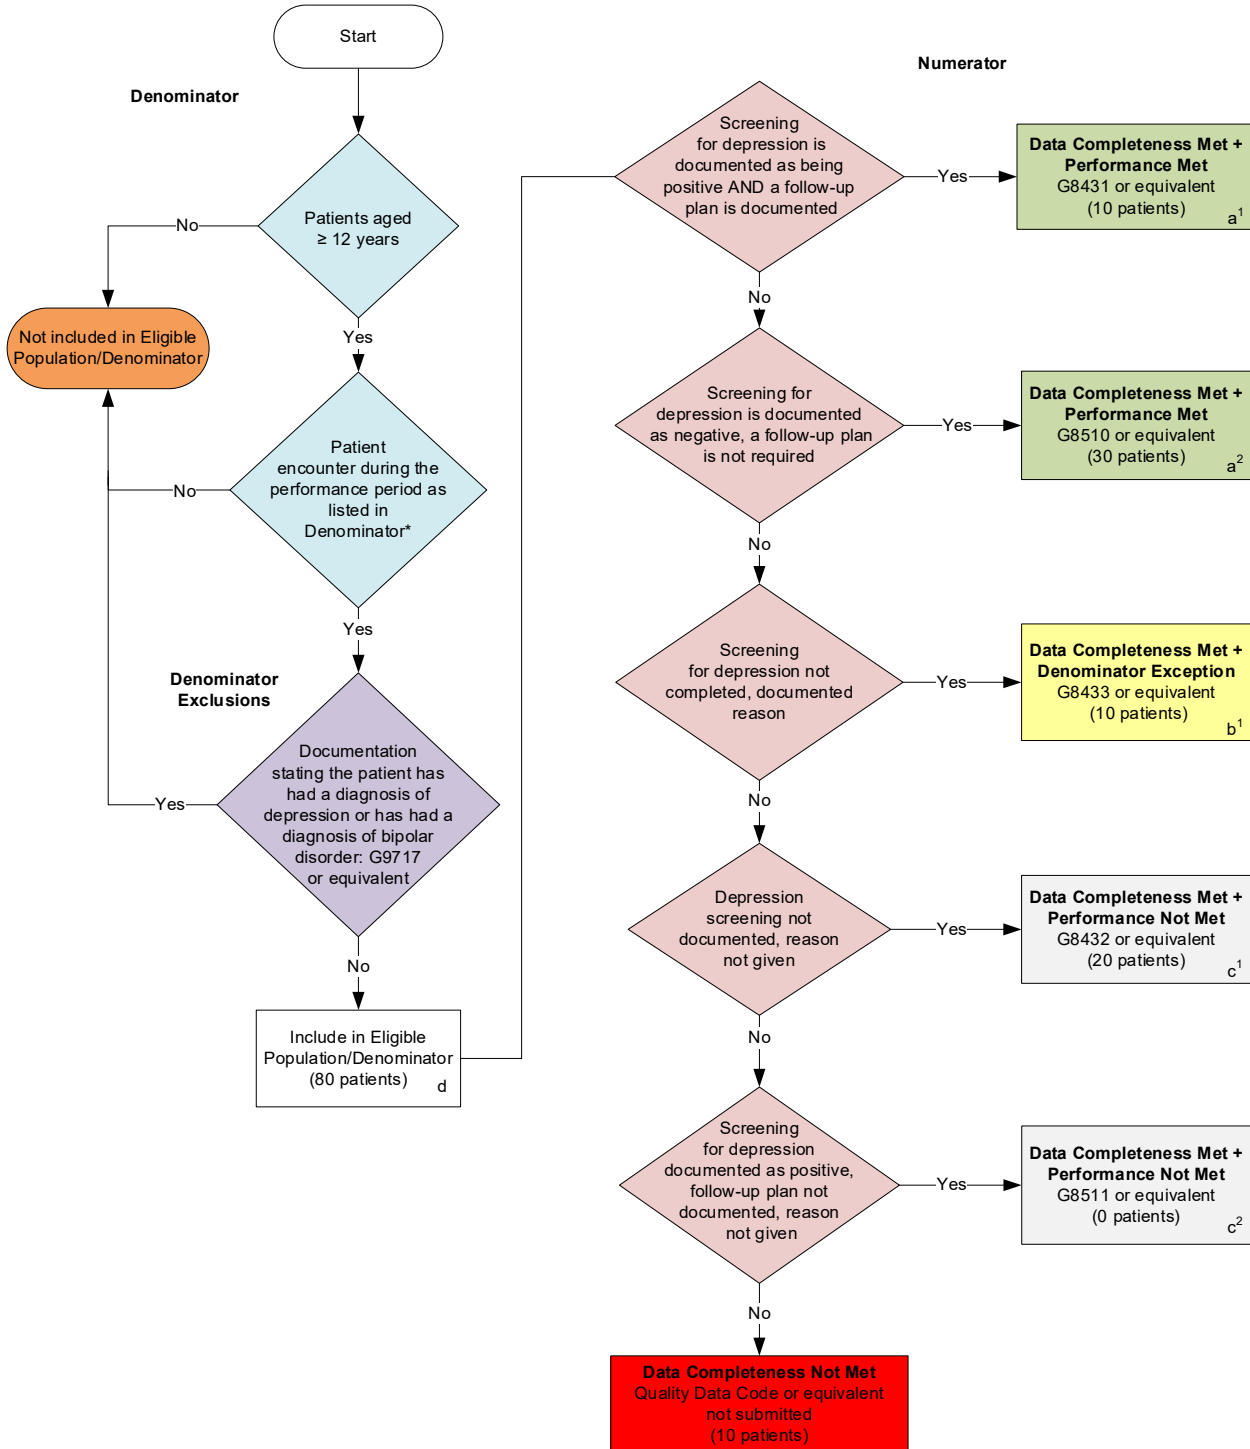 Start
Denominator
Patients aged
≥ 12 years
No
Yes
Not included in Eligible
Population/Denominator
Patient
encounter during the
performance period as
listed in
Denominator*
No
Yes
Denominator
Exclusions
Documentation
stating the patient has
had a diagnosis of
depression or has had a
diagnosis of bipolar
disorder: G9717
or equivalent
Yes
No
Include in Eligible
Population/Denominator
(80 patients)
d
Numerator
Screening
for depression is
documented as being
positive AND a follow-up
plan is documented
Yes
Data Completeness Met +
Performance Met
G8431 or equivalent
(10 patients)
a1
No
Screening for
depression is documented
as negative, a follow-up plan
is not required
Yes
Data Completeness Met +
Performance Met
G8510 or equivalent
(30 patients)
a2
No
Screening
for depression not
completed, documented
reason
Yes
Data Completeness Met +
Denominator Exception
G8433 or equivalent
(10 patients)
b1
No
Depression
screening not
documented, reason
not given
Yes
Data Completeness Met +
Performance Not Met
G8432 or equivalent
(20 patients)
c1
No
Screening
for depression
documented as positive,
follow-up plan not
documented, reason
not given
Yes
Data Completeness Met +
Performance Not Met
G8511 or equivalent
(0 patients)
c2
No
Data Completeness Not Met
Quality Data Code or equivalent
not submitted
(10 patients)